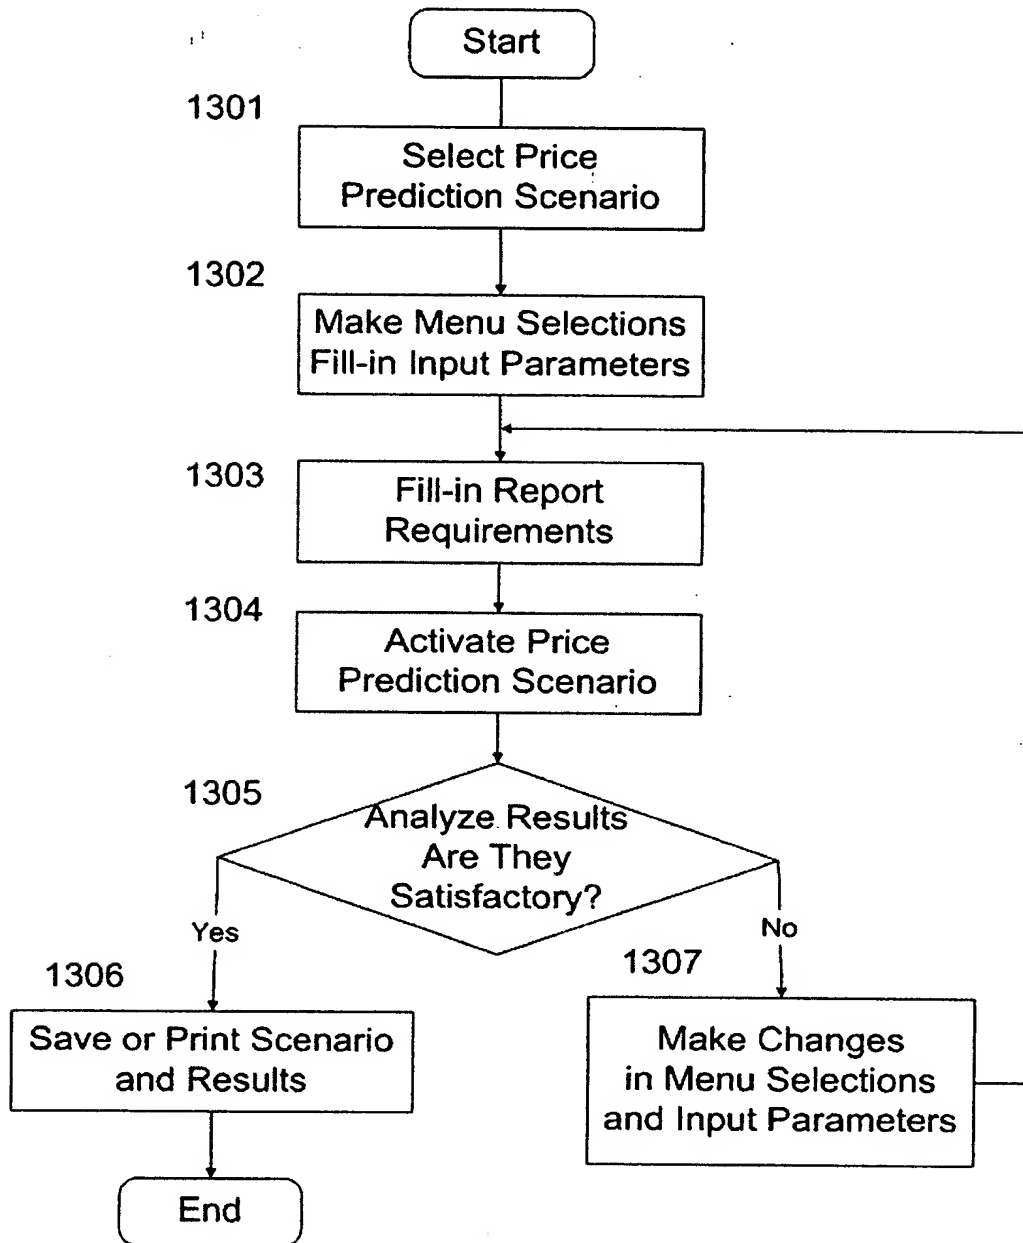 Start
1301
Select Price
Prediction Scenario
1302
Make Menu Selections
Fill-in Input Parameters
1303
Fill-in Report
Requirements
1304
Activate Price
Prediction Scenario
1305
Analyze Results
Are They
Satisfactory?
Yes
No
1306
Save or Print Scenario
and Results
1307
Make Changes
in Menu Selections
and Input Parameters
End